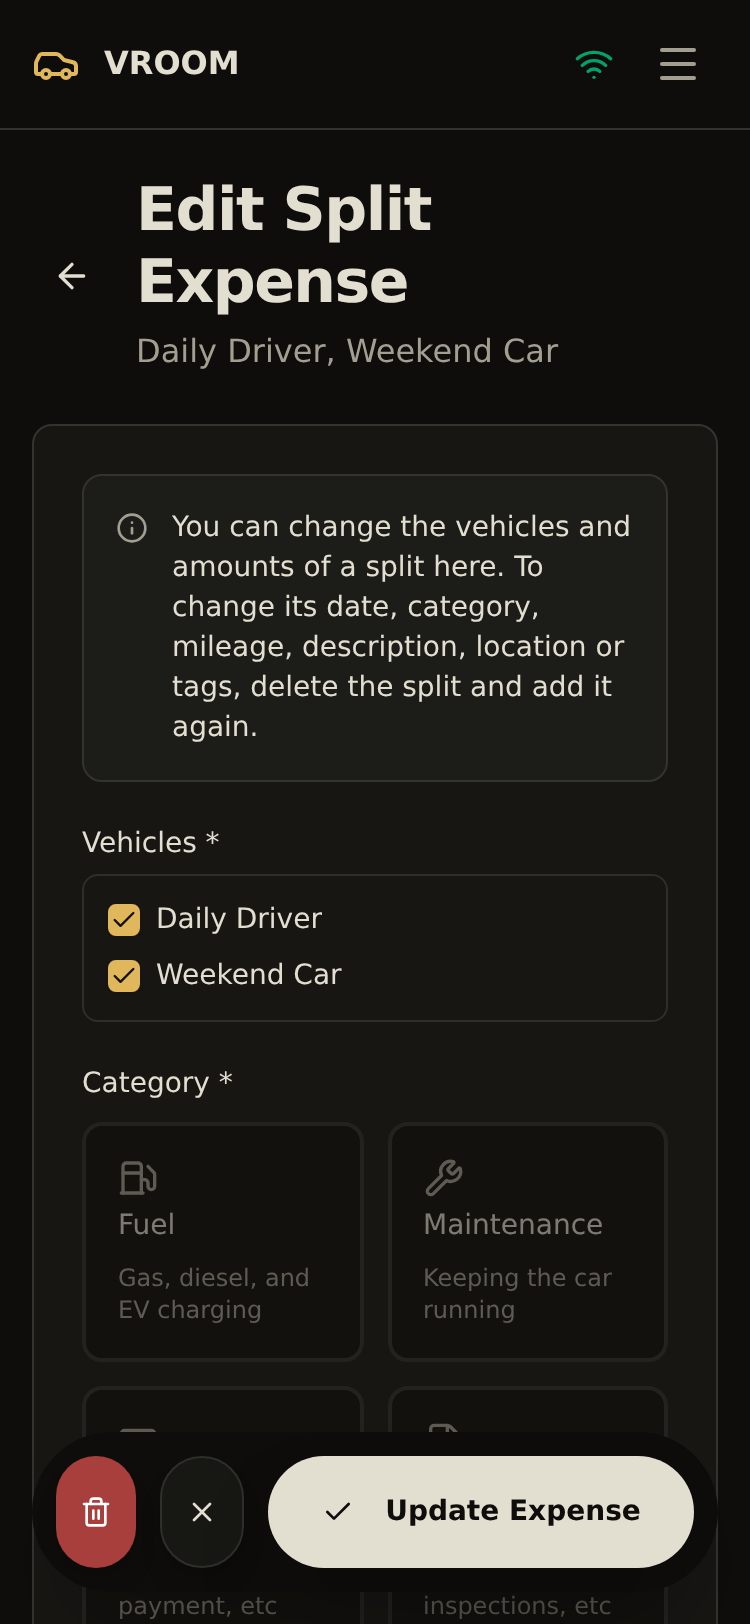 VROOM
Edit Split
Expense
Daily Driver, Weekend Car
You can change the vehicles and
amounts of a split here. To
change its date, category,
mileage, description, location or
tags, delete the split and add it
again.
Vehicles *
Daily Driver
Weekend Car
Category *
Fuel
Gas, diesel, and
EV charging
Maintenance
Keeping the car
running
Update Expense
payment, etc
inspections, etc